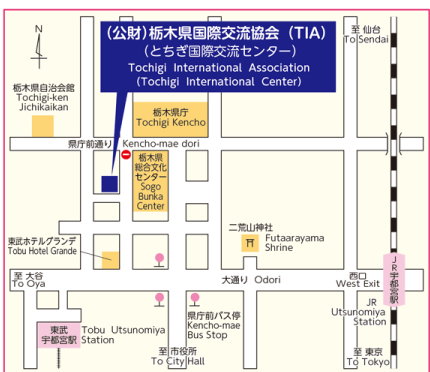 (公財)栃木県国際交流協会 (TIA)
(とちぎ国際交流センター)
Tochigi International Association
(Tochigi International Center)
至 仙台
To Sendai
N
栃木県自治会館
Tochigi-ken
Jichikaikan
栃木県庁
Tochigi Kencho
県庁前通り Kencho-mae dori
栃木県
総合文化
センター
Sogo
Bunka
Center
二荒山神社
Futaarayama
Shrine
東武ホテルグランデ
Tobu Hotel Grande
至 大谷
To Oya
大通り Odori
西口
West Exit
JR宇都宮駅
JR
Utsunomiya
Station
県庁前バス停
Kencho-mae
Bus Stop
東武
宇都宮駅
Tobu Utsunomiya
Station
至 市役所
To City Hall
至 東京
To Tokyo